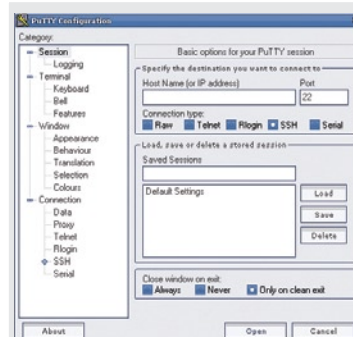 PuTTY Configuration
Category:
Session
Logging
Terminal
Keyboard
Bell
Features
Window
Appearance
Behaviour
Translation
Selection
Colours
Connection
Data
Proxy
Telnet
Rlogin
SSH
Serial
Basic options for your PuTTY session
Specify the destination you want to connect to
Host Name (or IP address) Port
22
Connection type:
Raw Telnet Rlogin SSH Serial
Load, save or delete a stored session
Saved Sessions
Default Settings
Load
Save
Delete
Close window on exit:
Always Never Only on clean exit
About Open Cancel